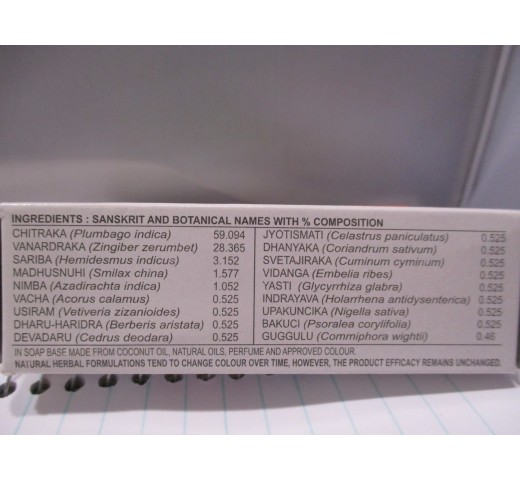 INGREDIENTS : SANSKRIT AND BOTANICAL NAMES WITH % COMPOSITION
CHITRAKA (Plumbago indica) 59.094
VANARDRAKA (Zingiber zerumbet) 28.365
SARIBA (Hemidesmus indicus) 3.152
MADHUSNUHI (Smilax china) 1.577
NIMBA (Azadirachta indica) 1.052
VACHA (Acorus calamus) 0.525
USIRAM (Vetiveria zizanioides) 0.525
DHARU-HARIDRA (Berberis aristata) 0.525
DEVADARU (Cedrus deodara) 0.525
JYOTISMATI (Celastrus paniculatus) 0.525
DHANYAKA (Coriandrum sativum) 0.525
SVETAJIRAKA (Cuminum cyminum) 0.525
VIDANGA (Embelia ribes) 0.525
YASTI (Glycyrrhiza glabra) 0.525
INDRAYAVA (Holarrhena antidysenterica) 0.525
UPAKUNCIKA (Nigella sativa) 0.525
BAKUCI (Psoralea corylifolia) 0.525
GUGGULU (Commiphora wightii) 0.46
IN SOAP BASE MADE FROM COCONUT OIL, NATURAL OILS, PERFUME AND APPROVED COLOUR.
NATURAL HERBAL FORMULATIONS TEND TO CHANGE COLOUR OVER TIME, HOWEVER, THE PRODUCT EFFICACY REMAINS UNCHANGED.